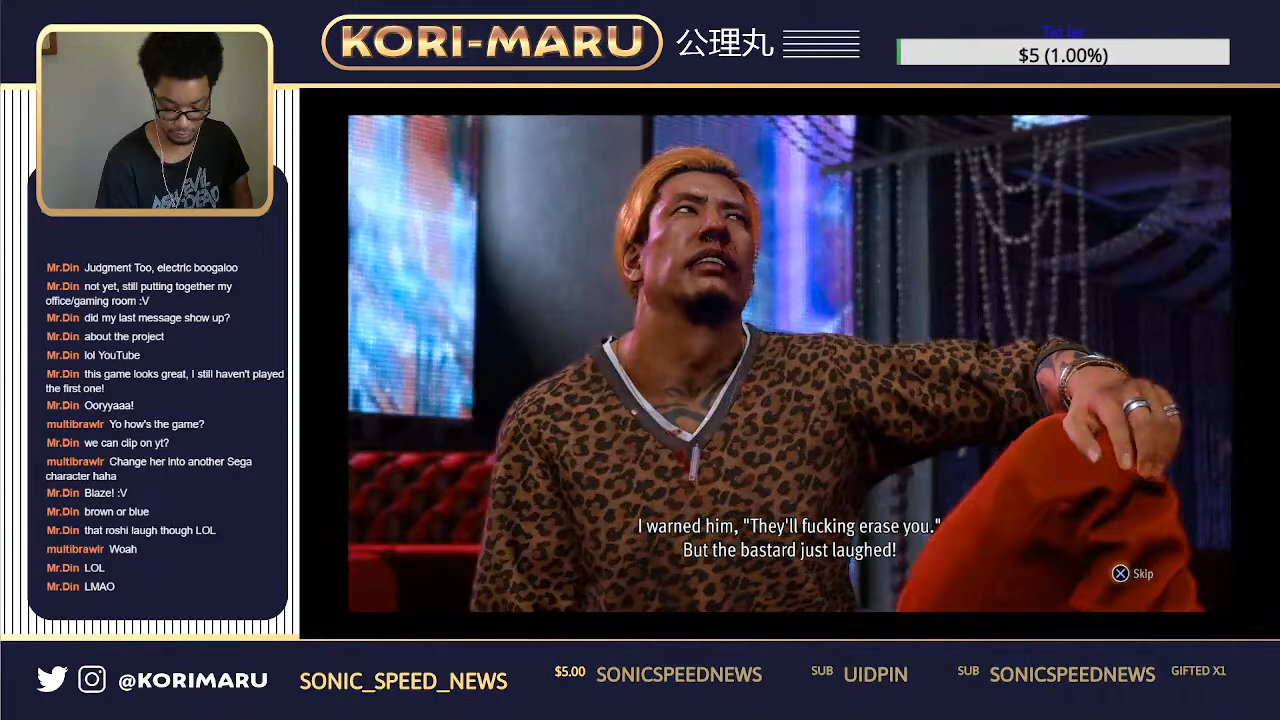 KORI-MARU 公理丸
Tip Jar
$5 (1.00%)
Mr.Din Judgment Too, electric boogaloo
Mr.Din not yet, still putting together my
office/gaming room :V
Mr.Din did my last message show up?
Mr.Din about the project
Mr.Din lol YouTube
Mr.Din this game looks great, I still haven't played
the first one!
Mr.Din Ooryyaaa!
multibrawlr Yo how's the game?
Mr.Din we can clip on yt?
multibrawlr Change her into another Sega
character haha
Mr.Din Blaze! :V
Mr.Din brown or blue
Mr.Din that roshi laugh though LOL
multibrawlr Woah
Mr.Din LOL
Mr.Din LMAO
I warned him, "They'll fucking erase you."
But the bastard just laughed!
Skip
@KORIMARU SONIC_SPEED_NEWS $5.00 SONICSPEEDNEWS SUB UIDPIN SUB SONICSPEEDNEWS GIFTED X1